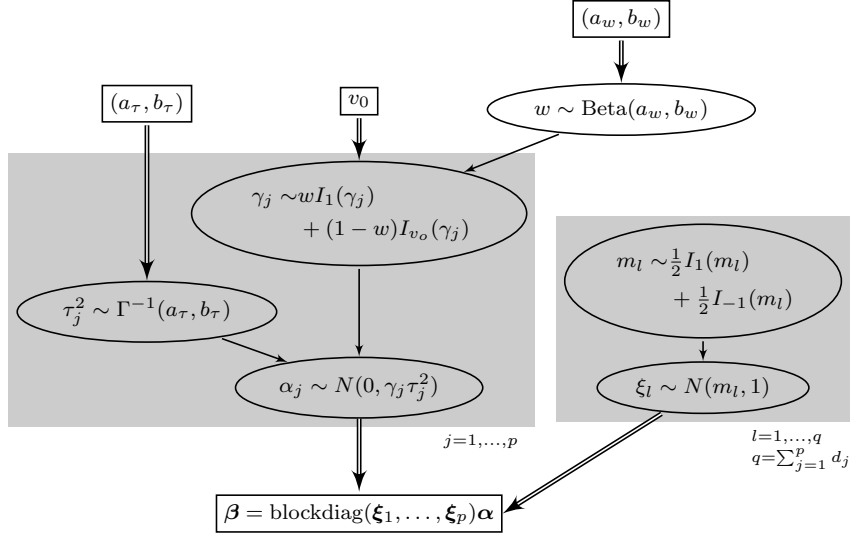 (a_w, b_w)
(a_τ, b_τ)
v_0
w ∼ Beta(a_w, b_w)
γ_j ∼ wI_1(γ_j)
+ (1 − w)I_{v_o}(γ_j)
m_l ∼ ½I_1(m_l)
+ ½I_{−1}(m_l)
τ_j^2 ∼ Γ^{−1}(a_τ, b_τ)
α_j ∼ N(0, γ_jτ_j^2)
ξ_l ∼ N(m_l, 1)
j=1,...,p
l=1,...,q
q=∑_{j=1}^p d_j
β = blockdiag(ξ_1, . . . , ξ_p)α